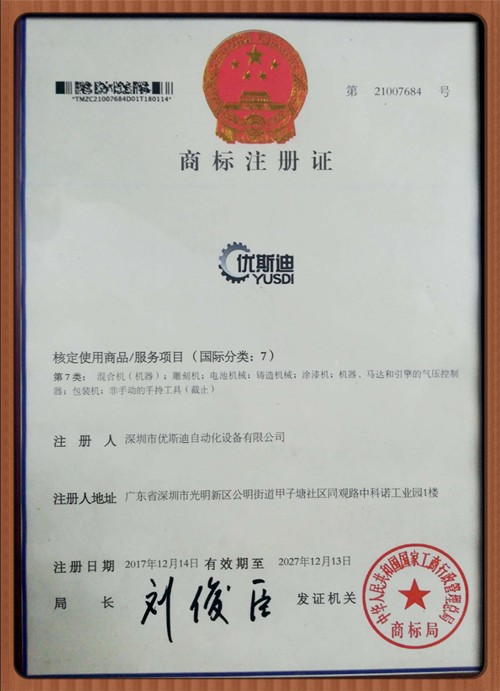 *TMZC21007684D01T180114*
第 21007684 号
商标注册证
优斯迪
YUSDI
核定使用商品/服务项目（国际分类：7）
第7类：混合机（机器）；雕刻机；电池机械；铸造机械；涂漆机；机器、马达和引擎的气压控制
器；包装机；非手动的手持工具（截止）
注册人 深圳市优斯迪自动化设备有限公司
注册人地址 广东省深圳市光明新区公明街道甲子塘社区同观路中科诺工业园1楼
注册日期 2017年12月14日 有效期至 2027年12月13日
局长 刘俊臣 发证机关
中华人民共和国国家工商行政管理总局
商标局